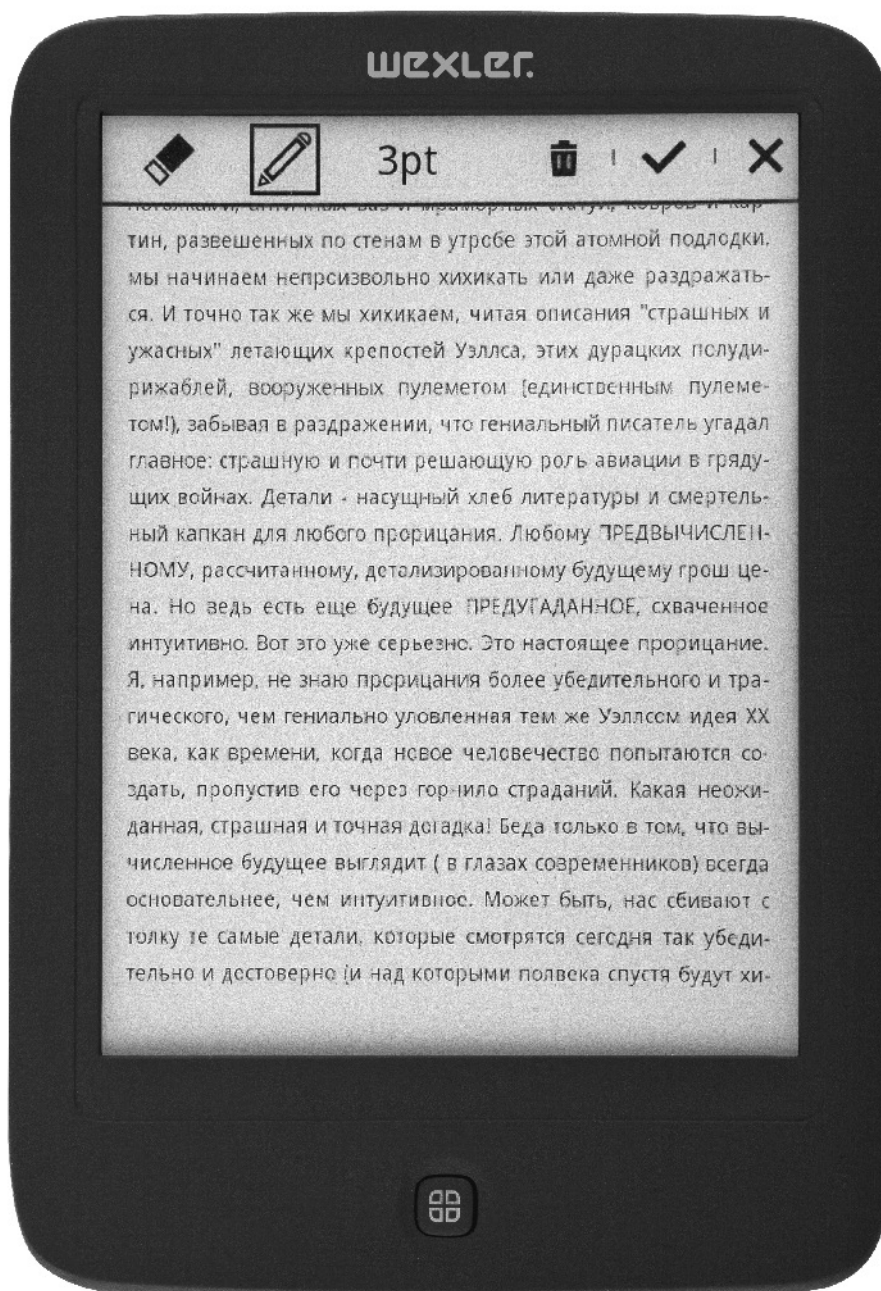 wexler.
3pt
потолками, античных ваз и мраморных статуй, ковров и кар-
тин, развешенных по стенам в утробе этой атомной подлодки,
мы начинаем непроизвольно хихикать или даже раздражать-
ся. И точно так же мы хихикаем, читая описания "страшных и
ужасных" летающих крепостей Уэллса, этих дурацких полуди-
рижаблей, вооруженных пулеметом (единственным пулеме-
том!), забывая в раздражении, что гениальный писатель угадал
главное: страшную и почти решающую роль авиации в гряду-
щих войнах. Детали - насущный хлеб литературы и смертель-
ный капкан для любого прорицания. Любому ПРЕДВЫЧИСЛЕН-
НОМУ, рассчитанному, детализированному будущему грош це-
на. Но ведь есть еще будущее ПРЕДУГАДАННОЕ, схваченное
интуитивно. Вот это уже серьезно. Это настоящее прорицание.
Я, например, не знаю прорицания более убедительного и тра-
гического, чем гениально уловленная тем же Уэллсом идея XX
века, как времени, когда новое человечество попытаются со-
здать, пропустив его через горнило страданий. Какая неожи-
данная, страшная и точная догадка! Беда только в том, что вы-
численное будущее выглядит ( в глазах современников) всегда
основательнее, чем интуитивное. Может быть, нас сбивают с
толку те самые детали, которые смотрятся сегодня так убеди-
тельно и достоверно (и над которыми полвека спустя будут хи-